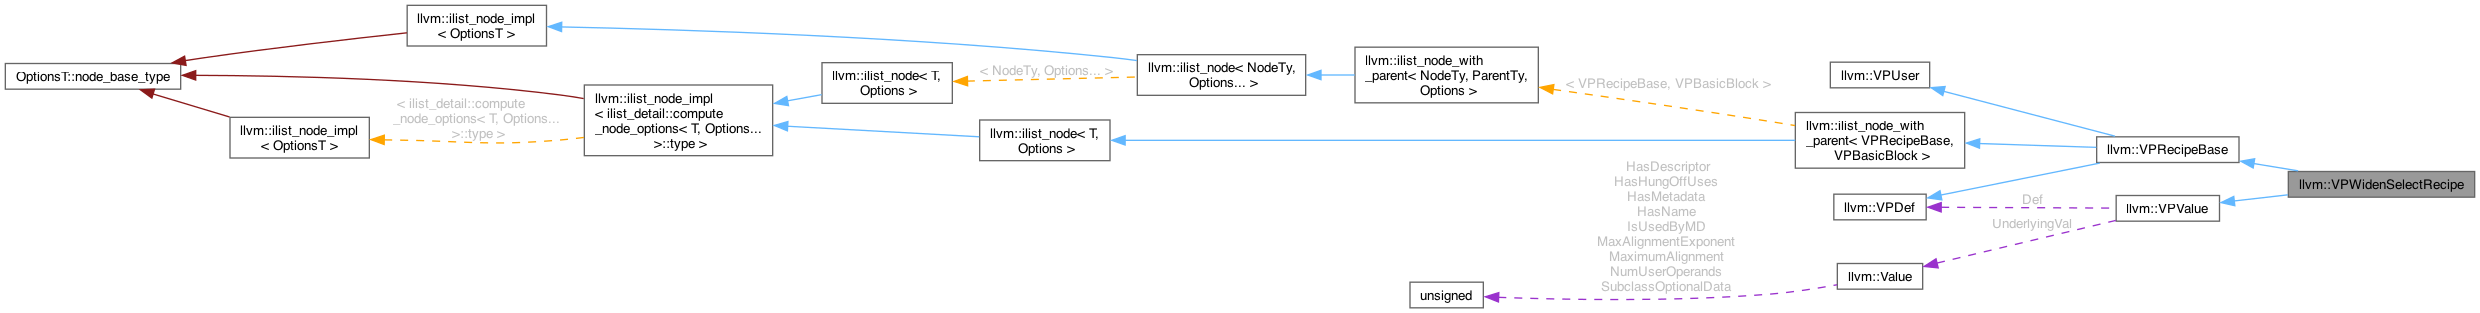 llvm::ilist_node_impl
< OptionsT >
OptionsT::node_base_type
llvm::ilist_node_impl
< OptionsT >
< ilist_detail::compute
_node_options< T, Options...
>::type >
llvm::ilist_node_impl
< ilist_detail::compute
_node_options< T, Options...
>::type >
llvm::ilist_node< T,
Options >
< NodeTy, Options... >
llvm::ilist_node< T,
Options >
llvm::ilist_node< NodeTy,
Options... >
llvm::ilist_node_with
_parent< NodeTy, ParentTy,
Options >
< VPRecipeBase, VPBasicBlock >
llvm::VPUser
llvm::ilist_node_with
_parent< VPRecipeBase,
VPBasicBlock >
llvm::VPRecipeBase
llvm::VPWidenSelectRecipe
llvm::VPDef
Def
llvm::VPValue
UnderlyingVal
llvm::Value
HasDescriptor
HasHungOffUses
HasMetadata
HasName
IsUsedByMD
MaxAlignmentExponent
MaximumAlignment
NumUserOperands
SubclassOptionalData
unsigned